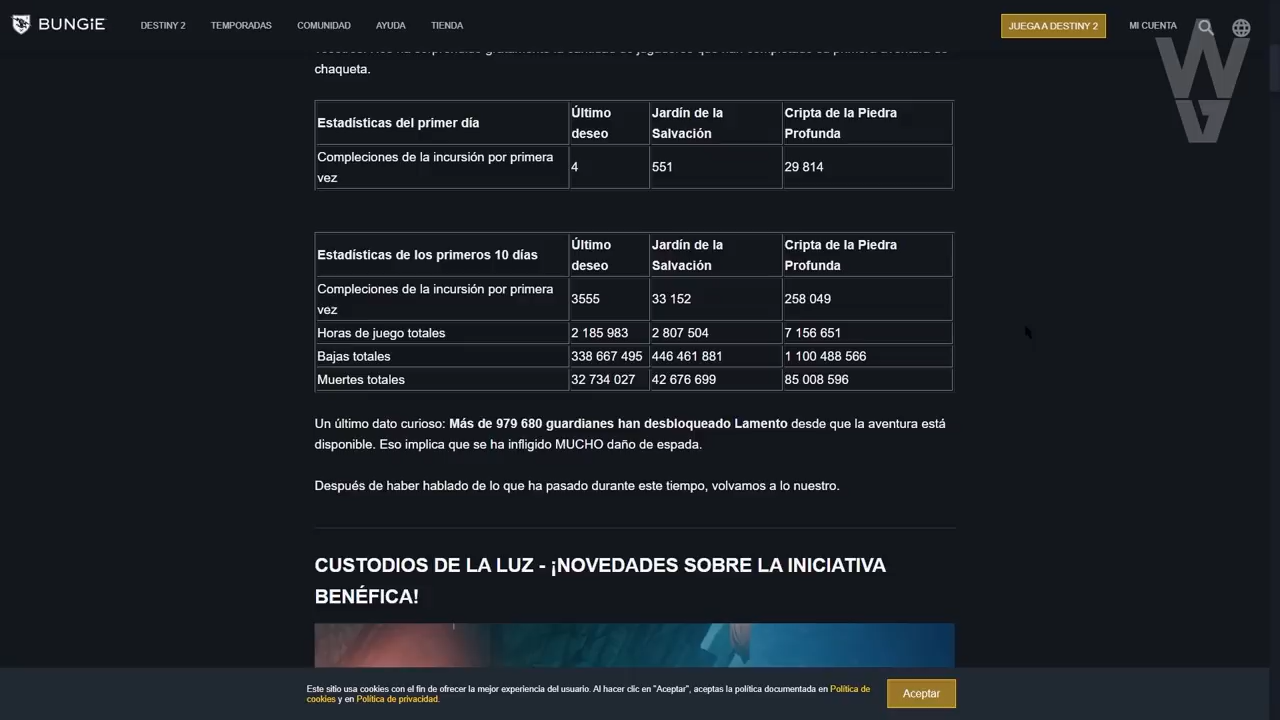 BUNGiE DESTINY 2 TEMPORADAS COMUNIDAD AYUDA TIENDA JUEGA A DESTINY 2 MI CUENTA
chaqueta.
Estadísticas del primer día Último deseo Jardín de la Salvación Cripta de la Piedra Profunda
Compleciones de la incursión por primera vez 4 551 29 814
Estadísticas de los primeros 10 días Último deseo Jardín de la Salvación Cripta de la Piedra Profunda
Compleciones de la incursión por primera vez 3555 33 152 258 049
Horas de juego totales 2 185 983 2 807 504 7 156 651
Bajas totales 338 667 495 446 461 881 1 100 488 566
Muertes totales 32 734 027 42 676 699 85 008 596
Un último dato curioso: Más de 979 680 guardianes han desbloqueado Lamento desde que la aventura está
disponible. Eso implica que se ha infligido MUCHO daño de espada.
Después de haber hablado de lo que ha pasado durante este tiempo, volvamos a lo nuestro.
CUSTODIOS DE LA LUZ - ¡NOVEDADES SOBRE LA INICIATIVA
BENÉFICA!
Este sitio usa cookies con el fin de ofrecer la mejor experiencia del usuario. Al hacer clic en "Aceptar", aceptas la política documentada en Política de
cookies y en Política de privacidad.
Aceptar